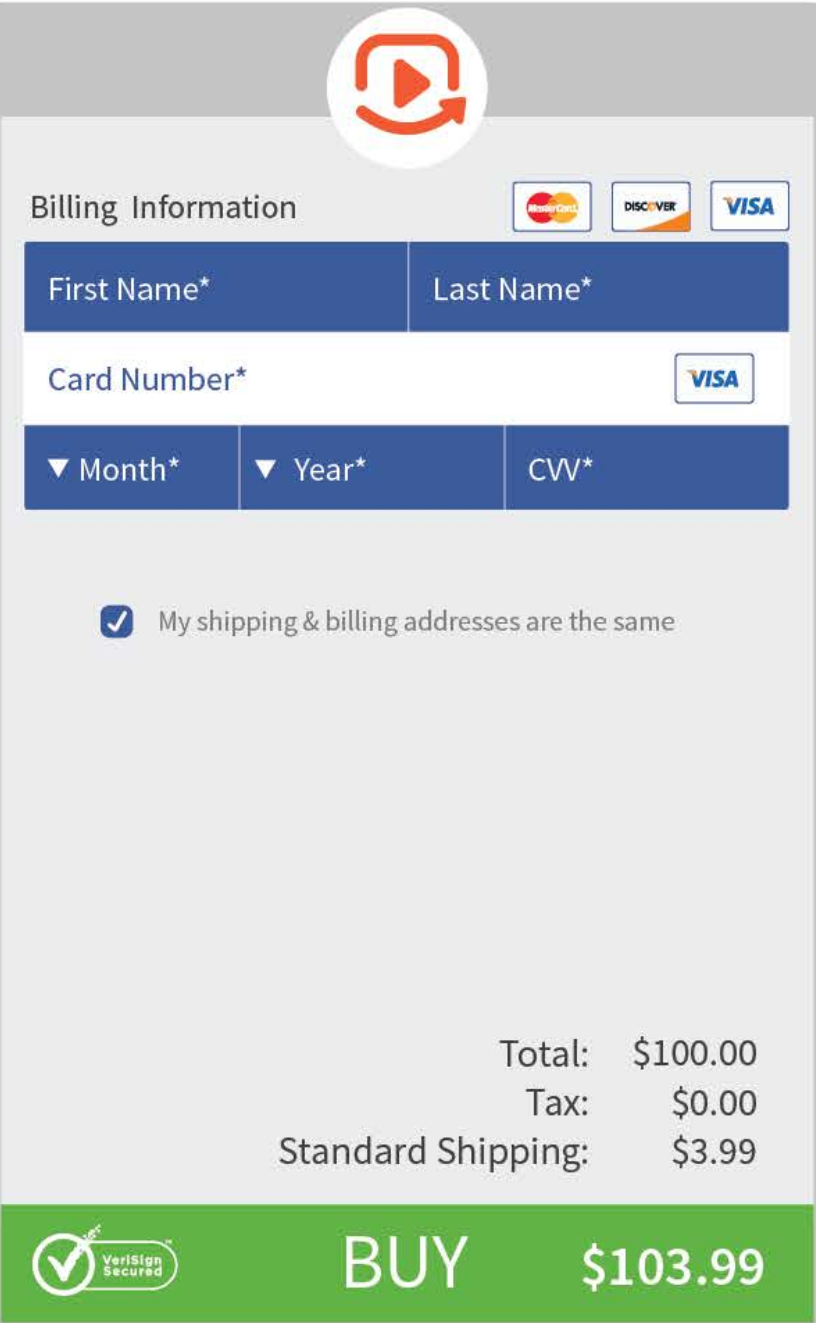 Billing Information
MasterCard
DISCOVER
VISA
First Name*
Last Name*
Card Number*
VISA
▼ Month*
▼ Year*
CVV*
My shipping & billing addresses are the same
Total: $100.00
Tax: $0.00
Standard Shipping: $3.99
VeriSign
Secured
™
BUY
$103.99